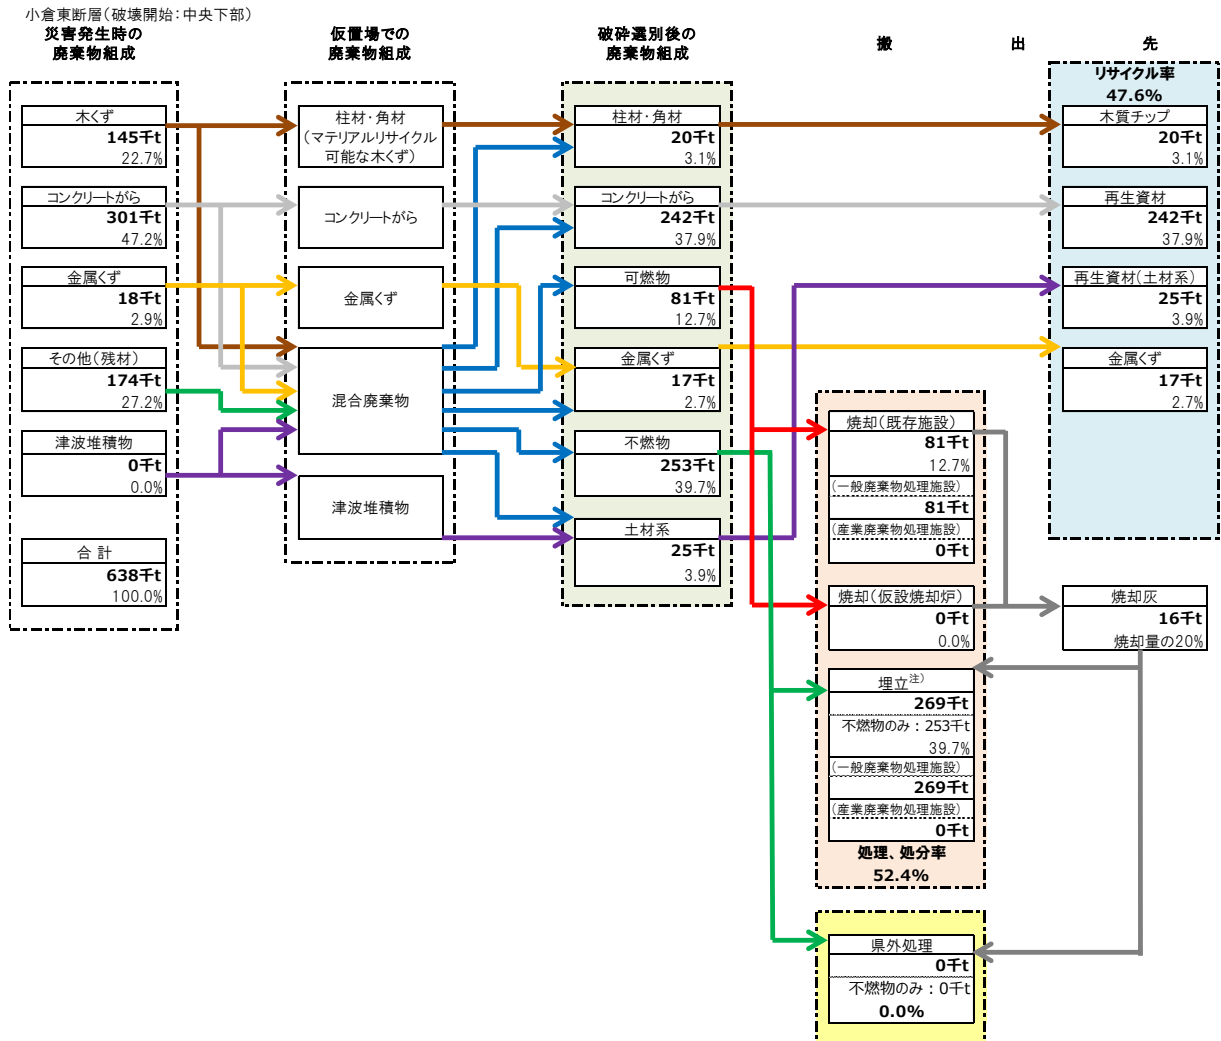 小倉東断層(破壊開始:中央下部)
災害発生時の
廃棄物組成
仮置場での
廃棄物組成
破砕選別後の
廃棄物組成
搬 出 先
木くず
145千t
22.7%
コンクリートがら
301千t
47.2%
金属くず
18千t
2.9%
その他(残材)
174千t
27.2%
津波堆積物
0千t
0.0%
合 計
638千t
100.0%
柱材・角材
(マテリアルリサイクル
可能な木くず)
コンクリートがら
金属くず
混合廃棄物
津波堆積物
柱材・角材
20千t
3.1%
コンクリートがら
242千t
37.9%
可燃物
81千t
12.7%
金属くず
17千t
2.7%
不燃物
253千t
39.7%
土材系
25千t
3.9%
焼却(既存施設)
81千t
12.7%
(一般廃棄物処理施設)
81千t
(産業廃棄物処理施設)
0千t
焼却(仮設焼却炉)
0千t
0.0%
埋立注)
269千t
不燃物のみ:253千t
39.7%
(一般廃棄物処理施設)
269千t
(産業廃棄物処理施設)
0千t
処理、処分率
52.4%
県外処理
0千t
不燃物のみ:0千t
0.0%
リサイクル率
47.6%
木質チップ
20千t
3.1%
再生資材
242千t
37.9%
再生資材(土材系)
25千t
3.9%
金属くず
17千t
2.7%
焼却灰
16千t
焼却量の20%